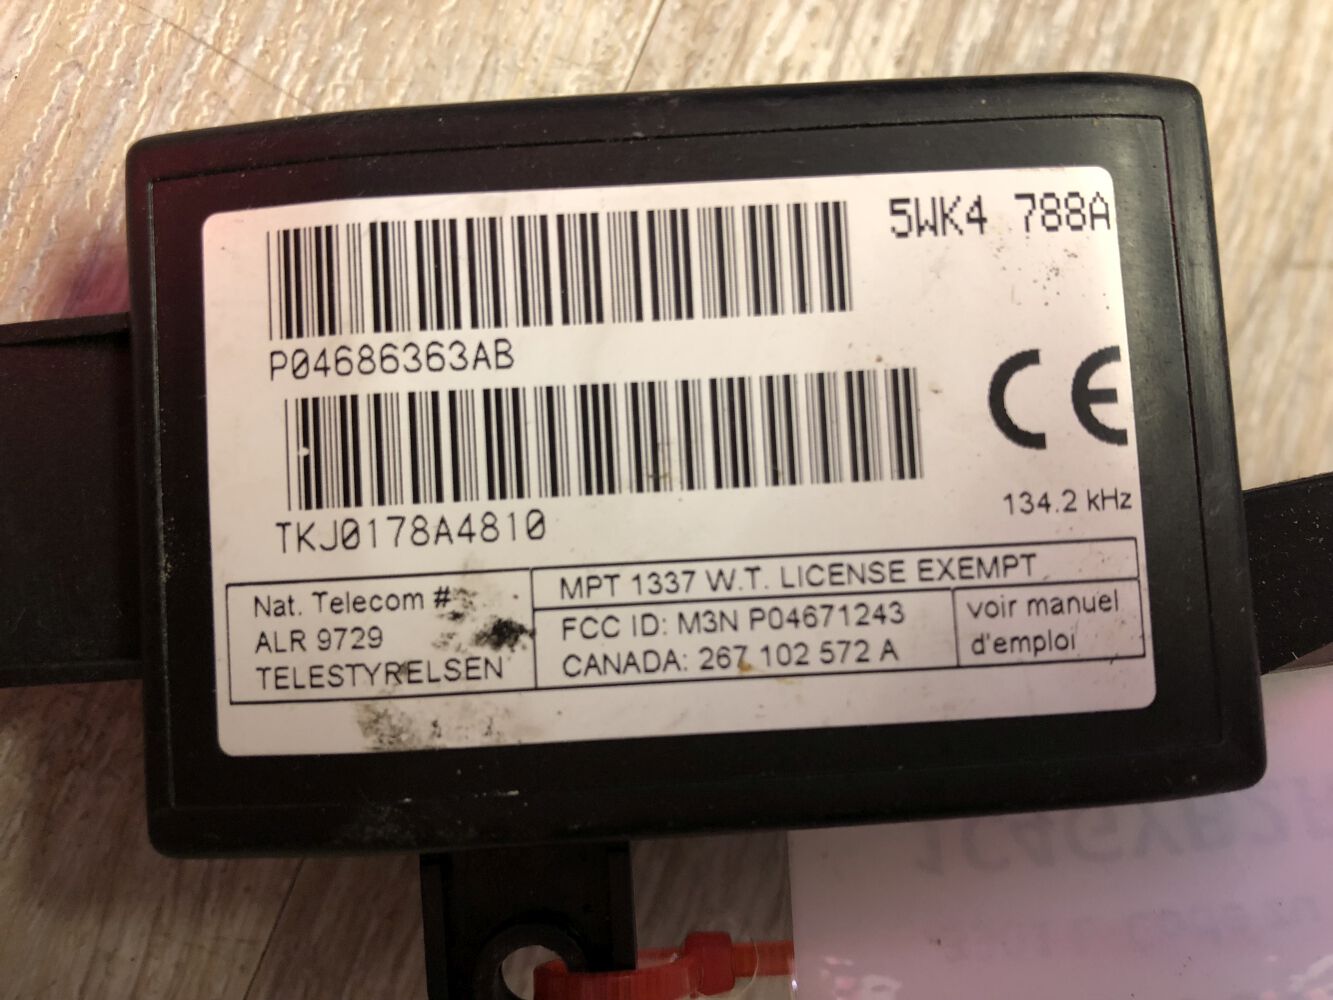 5WK4 788A
P04686363AB
CE
TKJ0178A4810
134.2 kHz
Nat. Telecom #
ALR 9729
TELESTYRELSEN
MPT 1337 W.T. LICENSE EXEMPT
FCC ID: M3N P04671243
CANADA: 267 102 572 A
voir manuel
d'emploi